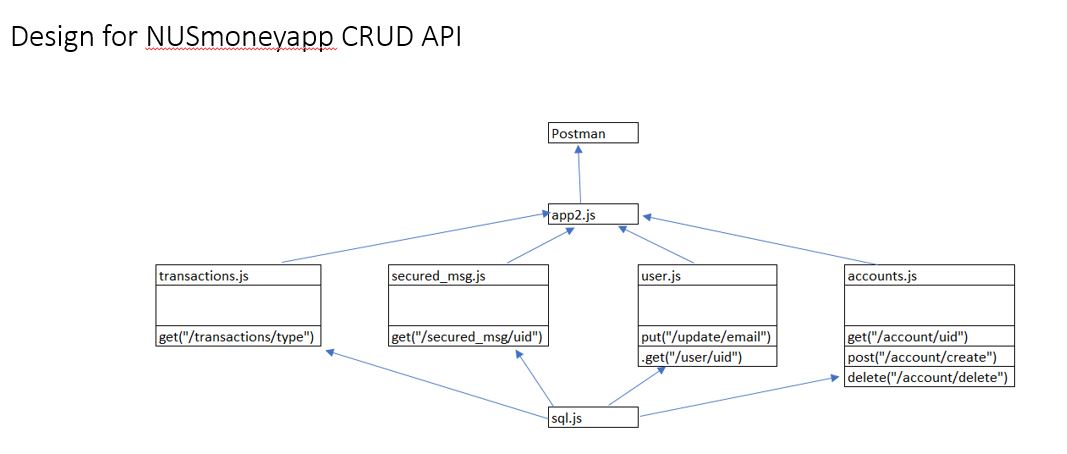 Design for NUSmoneyapp CRUD API
Postman
app2.js
transactions.js
get("/transactions/type")
secured_msg.js
get("/secured_msg/uid")
user.js
put("/update/email")
.get("/user/uid")
accounts.js
get("/account/uid")
post("/account/create")
delete("/account/delete")
sql.js